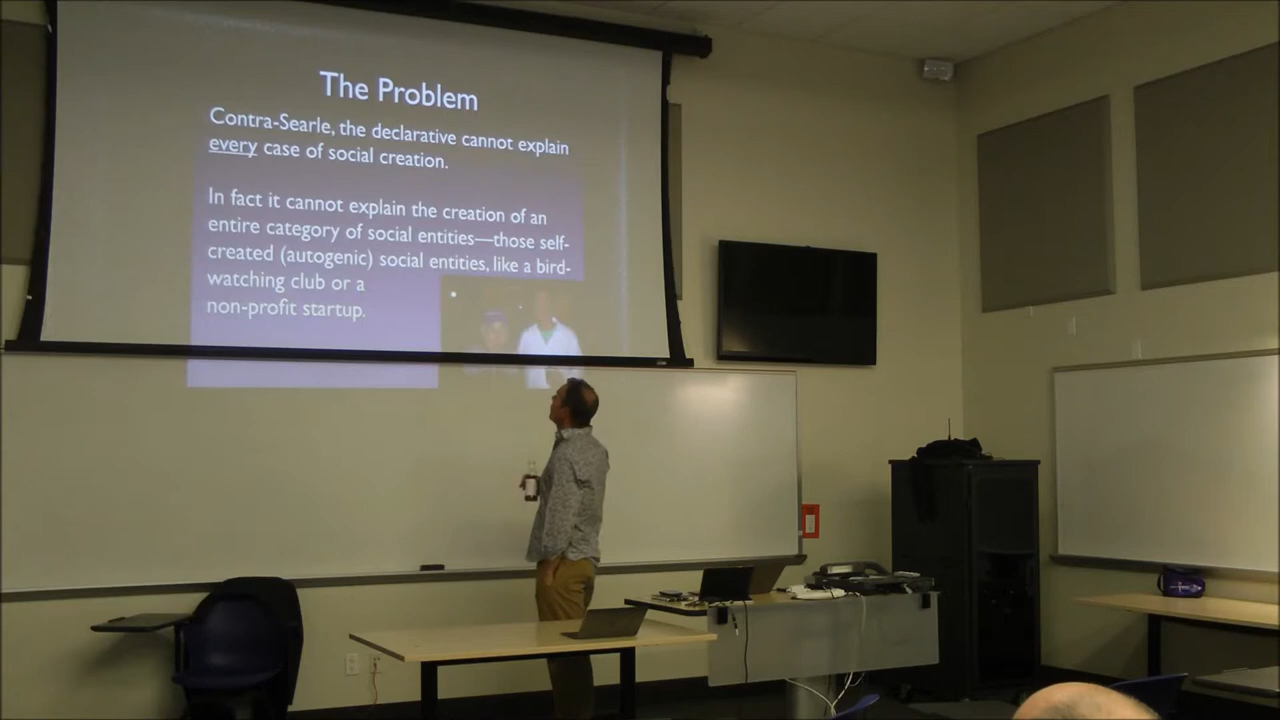 The Problem
Contra-Searle, the declarative cannot explain
every case of social creation.
In fact it cannot explain the creation of an
entire category of social entities—those self-
created (autogenic) social entities, like a bird-
watching club or a
non-profit startup.